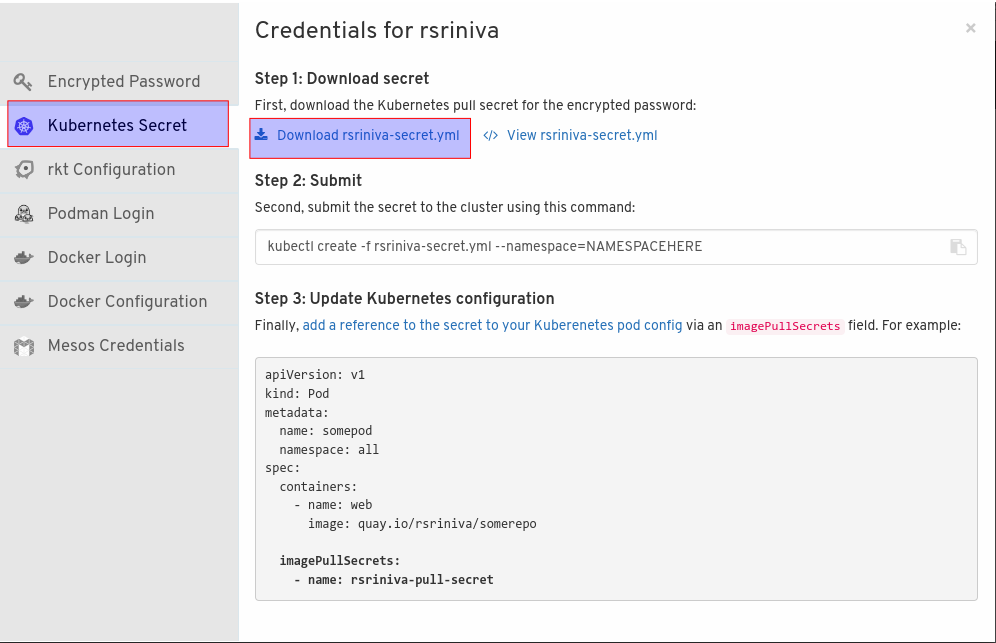 Credentials for rsriniva
×
Encrypted Password
Kubernetes Secret
rkt Configuration
Podman Login
Docker Login
Docker Configuration
Mesos Credentials
Step 1: Download secret
First, download the Kubernetes pull secret for the encrypted password:
Download rsriniva-secret.yml </> View rsriniva-secret.yml
Step 2: Submit
Second, submit the secret to the cluster using this command:
kubectl create -f rsriniva-secret.yml --namespace=NAMESPACEHERE
Step 3: Update Kubernetes configuration
Finally, add a reference to the secret to your Kuberenetes pod config via an imagePullSecrets field. For example:
apiVersion: v1
kind: Pod
metadata:
  name: somepod
  namespace: all
spec:
  containers:
    - name: web
      image: quay.io/rsriniva/somerepo
  imagePullSecrets:
    - name: rsriniva-pull-secret